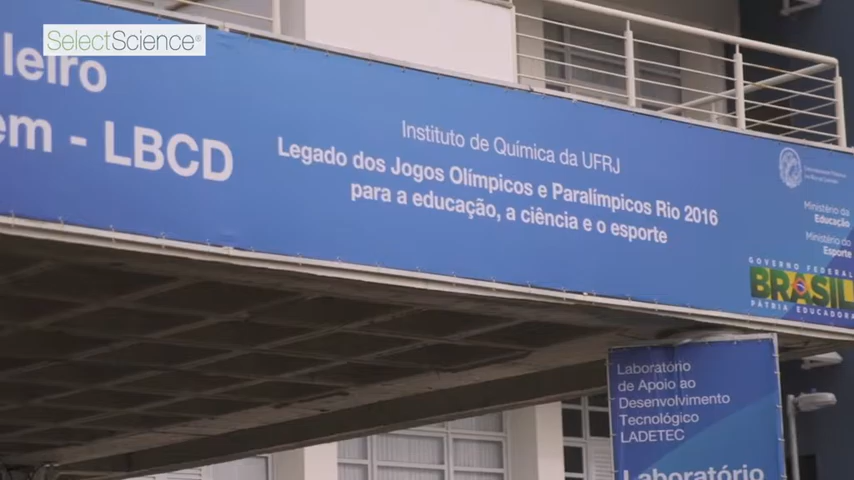 SelectScience®
leiro
em - LBCD
Instituto de Química da UFRJ
Legado dos Jogos Olímpicos e Paralímpicos Rio 2016
para a educação, a ciência e o esporte
Ministério da
Educação
Ministério do
Esporte
GOVERNO FEDERAL
BRASIL
PÁTRIA EDUCADORA
Laboratório
de Apoio ao
Desenvolvimento
Tecnológico
LADETEC
Laboratório